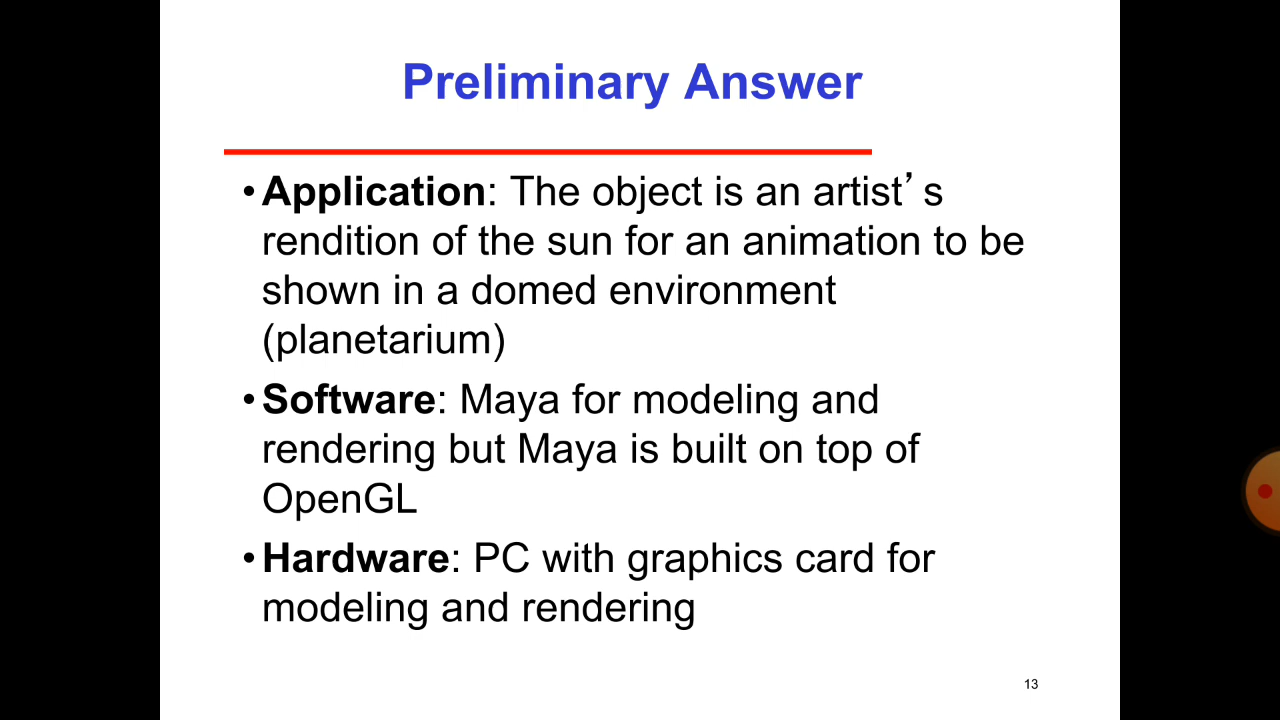 Preliminary Answer
• Application: The object is an artist’s
rendition of the sun for an animation to be
shown in a domed environment
(planetarium)
• Software: Maya for modeling and
rendering but Maya is built on top of
OpenGL
• Hardware: PC with graphics card for
modeling and rendering
13